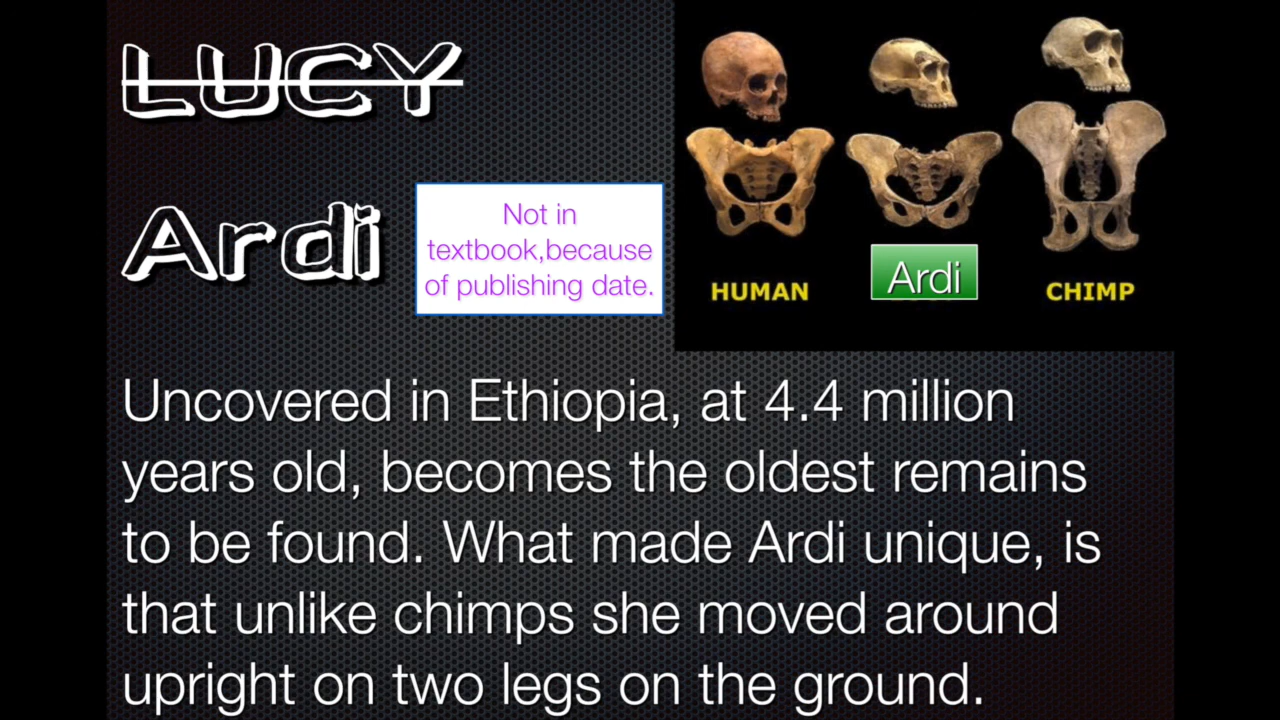 LUCY
Ardi
Not in
textbook,because
of publishing date.
HUMAN
Ardi
CHIMP
Uncovered in Ethiopia, at 4.4 million
years old, becomes the oldest remains
to be found. What made Ardi unique, is
that unlike chimps she moved around
upright on two legs on the ground.